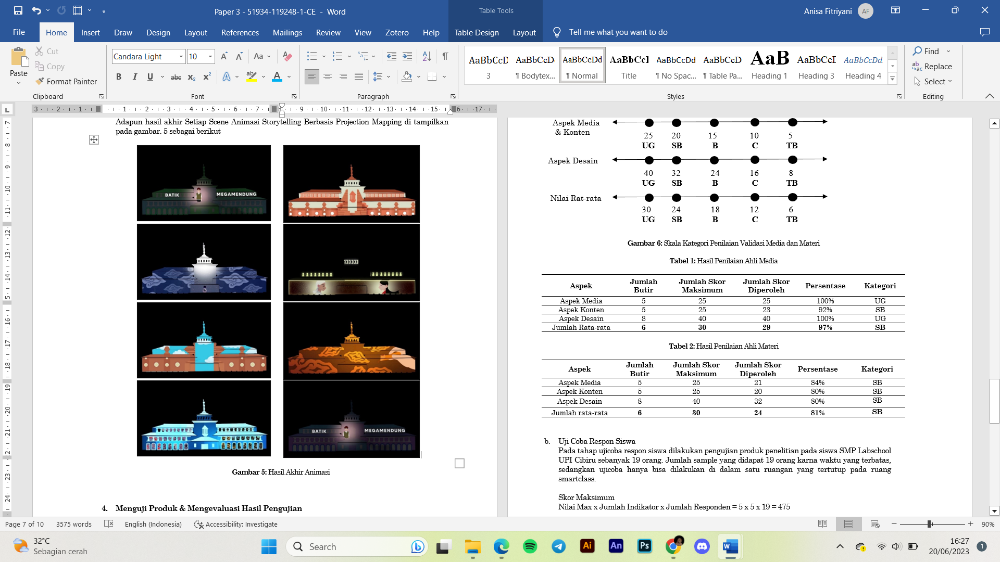 Paper 3 - 51934-119248-1-CE - Word
Table Tools
Anisa Fitriyani
AF
File
Home
Insert
Draw
Design
Layout
References
Mailings
Review
View
Zotero
Help
Table Design
Layout
Tell me what you want to do
Paste
Cut
Copy
Format Painter
Clipboard
Candara Light
10
Font
Paragraph
AaBbCcD
3
AaBbCcD
¶ Bodytex...
AaBbCcDd
¶ Normal
AaBbCcI
Title
AaBbCcDd
¶ No Spac...
AaBbCcD
¶ Table Pa...
AaB
Heading 1
AaBbCcI
Heading 3
AaBbCcDd
Heading 4
Styles
Find
Replace
Select
Editing
Adapun hasil akhir Setiap Scene Animasi Storytelling Berbasis Projection Mapping di tampilkan
pada gambar. 5 sebagai berikut
BATIK MEGAMENDUNG
BATIK MEGAMENDUNG
Gambar 5: Hasil Akhir Animasi
4. Menguji Produk & Mengevaluasi Hasil Pengujian
Aspek Media
& Konten
25 20 15 10 5
UG SB B C TB
Aspek Desain
40 32 24 16 8
UG SB B C TB
Nilai Rat-rata
30 24 18 12 6
UG SB B C TB
Gambar 6: Skala Kategori Penilaian Validasi Media dan Materi
Tabel 1: Hasil Penilaian Ahli Media
Aspek Jumlah Butir Jumlah Skor Maksimum Jumlah Skor Diperoleh Persentase Kategori
Aspek Media 5 25 25 100% UG
Aspek Konten 5 25 23 92% SB
Aspek Desain 8 40 40 100% UG
Jumlah Rata-rata 6 30 29 97% SB
Tabel 2: Hasil Penilaian Ahli Materi
Aspek Jumlah Butir Jumlah Skor Maksimum Jumlah Skor Diperoleh Persentase Kategori
Aspek Media 5 25 21 84% SB
Aspek Konten 5 25 20 80% SB
Aspek Desain 8 40 32 80% SB
Jumlah rata-rata 6 30 24 81% SB
b. Uji Coba Respon Siswa
Pada tahap ujicoba respon siswa dilakukan pengujian produk penelitian pada siswa SMP Labschool
UPI Cibiru sebanyak 19 orang. Jumlah sample yang didapat 19 orang karna waktu yang terbatas,
sedangkan ujicoba hanya bisa dilakukan di dalam satu ruangan yang tertutup pada ruang
smartclass.
Skor Maksimum
Nilai Max x Jumlah Indikator x Jumlah Responden = 5 x 5 x 19 = 475
Page 7 of 10
3575 words
English (Indonesia)
Accessibility: Investigate
90%
32°C
Sebagian cerah
Search
Ai
An
Ps
16:27
20/06/2023
1